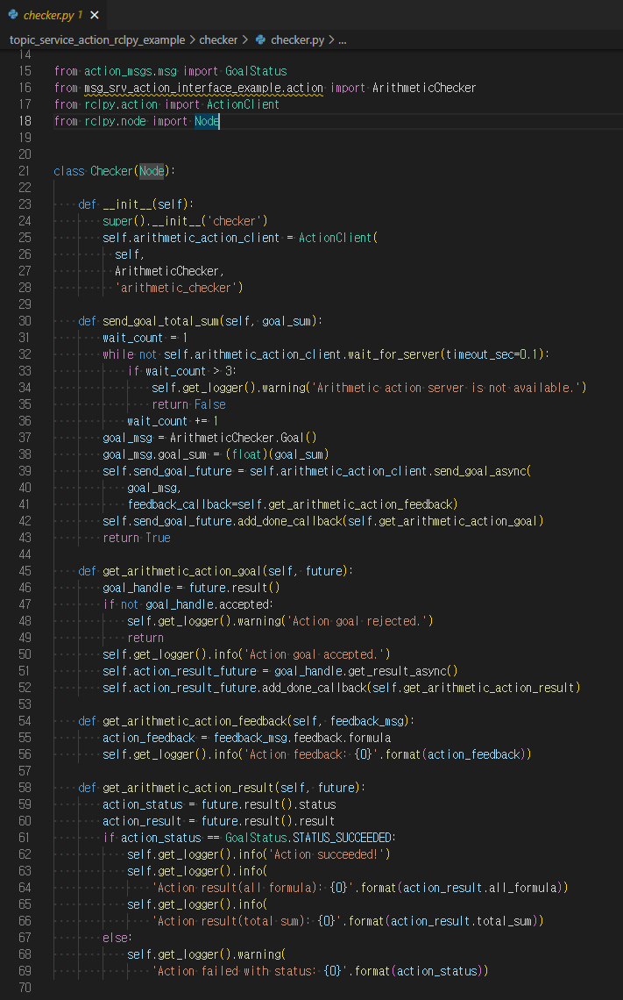 checker.py 1 ×
topic_service_action_rclpy_example > checker > checker.py > ...
14
15 from action_msgs.msg import GoalStatus
16 from msg_srv_action_interface_example.action import ArithmeticChecker
17 from rclpy.action import ActionClient
18 from rclpy.node import Node
19
20
21 class Checker(Node):
22
23     def __init__(self):
24         super().__init__('checker')
25         self.arithmetic_action_client = ActionClient(
26           self,
27           ArithmeticChecker,
28           'arithmetic_checker')
29
30     def send_goal_total_sum(self, goal_sum):
31         wait_count = 1
32         while not self.arithmetic_action_client.wait_for_server(timeout_sec=0.1):
33             if wait_count > 3:
34                 self.get_logger().warning('Arithmetic action server is not available.')
35                 return False
36             wait_count += 1
37         goal_msg = ArithmeticChecker.Goal()
38         goal_msg.goal_sum = (float)(goal_sum)
39         self.send_goal_future = self.arithmetic_action_client.send_goal_async(
40             goal_msg,
41             feedback_callback=self.get_arithmetic_action_feedback)
42         self.send_goal_future.add_done_callback(self.get_arithmetic_action_goal)
43         return True
44
45     def get_arithmetic_action_goal(self, future):
46         goal_handle = future.result()
47         if not goal_handle.accepted:
48             self.get_logger().warning('Action goal rejected.')
49             return
50         self.get_logger().info('Action goal accepted.')
51         self.action_result_future = goal_handle.get_result_async()
52         self.action_result_future.add_done_callback(self.get_arithmetic_action_result)
53
54     def get_arithmetic_action_feedback(self, feedback_msg):
55         action_feedback = feedback_msg.feedback.formula
56         self.get_logger().info('Action feedback: {0}'.format(action_feedback))
57
58     def get_arithmetic_action_result(self, future):
59         action_status = future.result().status
60         action_result = future.result().result
61         if action_status == GoalStatus.STATUS_SUCCEEDED:
62             self.get_logger().info('Action succeeded!')
63             self.get_logger().info(
64                 'Action result(all formula): {0}'.format(action_result.all_formula))
65             self.get_logger().info(
66                 'Action result(total sum): {0}'.format(action_result.total_sum))
67         else:
68             self.get_logger().warning(
69                 'Action failed with status: {0}'.format(action_status))
70